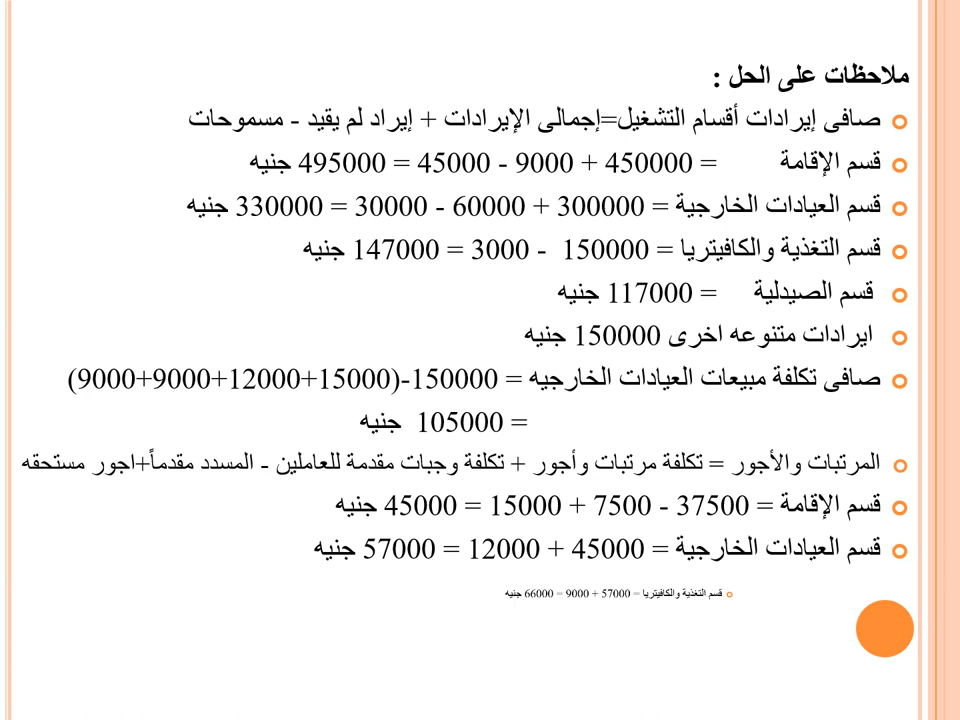 ملاحظات على الحل :
صافى إيرادات أقسام التشغيل=إجمالى الإيرادات + إيراد لم يقيد - مسموحات
قسم الإقامة = 450000 + 9000 - 45000 = 495000 جنيه
قسم العيادات الخارجية = 300000 + 60000 - 30000 = 330000 جنيه
قسم التغذية والكافيتريا = 150000 - 3000 = 147000 جنيه
قسم الصيدلية = 117000 جنيه
ايرادات متنوعه اخرى 150000 جنيه
صافى تكلفة مبيعات العيادات الخارجيه = 150000-(15000+12000+9000+9000)
= 105000 جنيه
المرتبات والأجور = تكلفة مرتبات وأجور + تكلفة وجبات مقدمة للعاملين - المسدد مقدماً+اجور مستحقه
قسم الإقامة = 37500 - 7500 + 15000 = 45000 جنيه
قسم العيادات الخارجية = 45000 + 12000 = 57000 جنيه
قسم التغذية والكافيتريا = 57000 + 9000 = 66000 جنيه